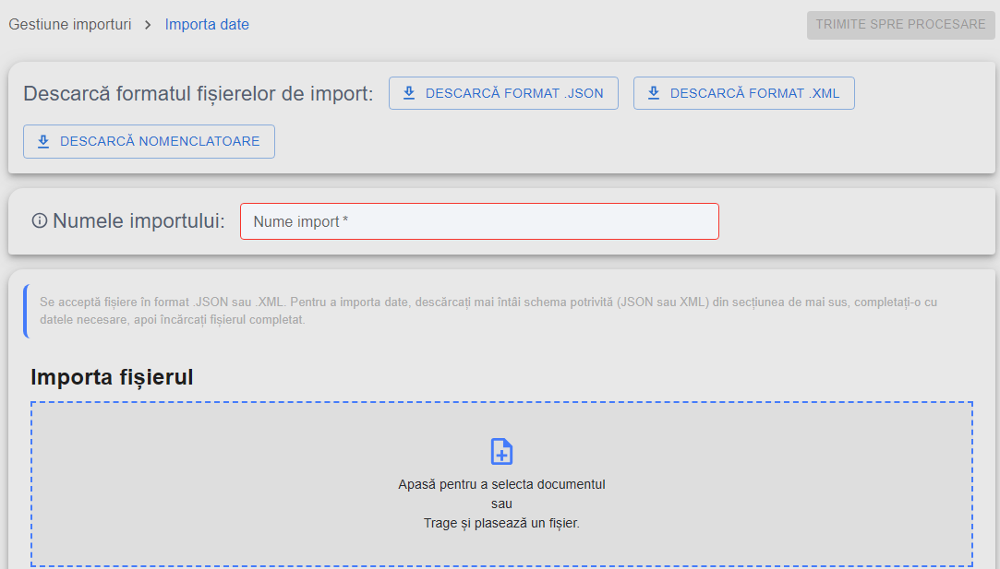 Gestiune importuri > Importa date
TRIMITE SPRE PROCESARE
Descarcă formatul fișierelor de import:
DESCARCĂ FORMAT .JSON
DESCARCĂ FORMAT .XML
DESCARCĂ NOMENCLATOARE
Numele importului:
Nume import *
Se acceptă fișiere în format .JSON sau .XML. Pentru a importa date, descărcați mai întâi schema potrivită (JSON sau XML) din secțiunea de mai sus, completați-o cu
datele necesare, apoi încărcați fișierul completat.
Importa fișierul
Apasă pentru a selecta documentul
sau
Trage și plasează un fișier.